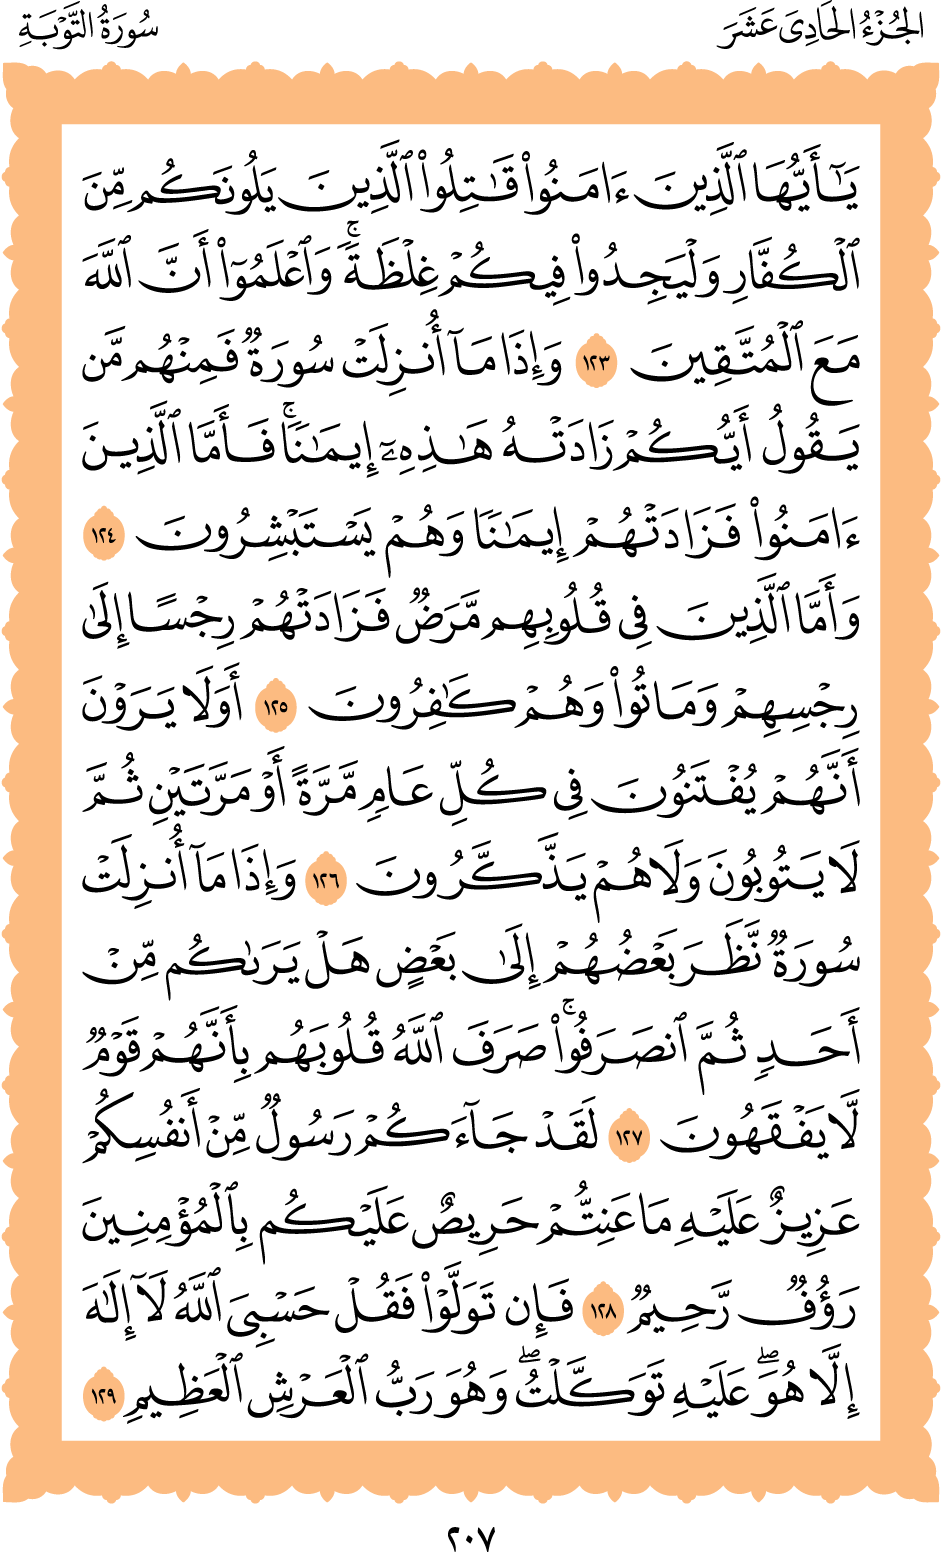 الجُزْءُ الحَادِىَ عَشَرَ
سُورَةُ التَّوۡبَةِ
يَـٰٓأَيُّهَا ٱلَّذِينَ ءَامَنُواْ قَـٰتِلُواْ ٱلَّذِينَ يَلُونَكُم مِّنَ
ٱلۡكُفَّارِ وَلۡيَجِدُواْ فِيكُمۡ غِلۡظَةٗۚ وَٱعۡلَمُوٓاْ أَنَّ ٱللَّهَ
مَعَ ٱلۡمُتَّقِينَ ١٢٣ وَإِذَا مَآ أُنزِلَتۡ سُورَةٞ فَمِنۡهُم مَّن
يَقُولُ أَيُّكُمۡ زَادَتۡهُ هَـٰذِهِۦٓ إِيمَـٰنٗاۚ فَأَمَّا ٱلَّذِينَ
ءَامَنُواْ فَزَادَتۡهُمۡ إِيمَـٰنٗا وَهُمۡ يَسۡتَبۡشِرُونَ ١٢٤
وَأَمَّا ٱلَّذِينَ فِي قُلُوبِهِم مَّرَضٞ فَزَادَتۡهُمۡ رِجۡسًا إِلَىٰ
رِجۡسِهِمۡ وَمَاتُواْ وَهُمۡ كَـٰفِرُونَ ١٢٥ أَوَلَا يَرَوۡنَ
أَنَّهُمۡ يُفۡتَنُونَ فِي كُلِّ عَامٖ مَّرَّةً أَوۡ مَرَّتَيۡنِ ثُمَّ
لَا يَتُوبُونَ وَلَا هُمۡ يَذَّكَّرُونَ ١٢٦ وَإِذَا مَآ أُنزِلَتۡ
سُورَةٞ نَّظَرَ بَعۡضُهُمۡ إِلَىٰ بَعۡضٍ هَلۡ يَرَىٰكُم مِّنۡ
أَحَدٖ ثُمَّ ٱنصَرَفُواْۚ صَرَفَ ٱللَّهُ قُلُوبَهُم بِأَنَّهُمۡ قَوۡمٞ
لَّا يَفۡقَهُونَ ١٢٧ لَقَدۡ جَآءَكُمۡ رَسُولٞ مِّنۡ أَنفُسِكُمۡ
عَزِيزٌ عَلَيۡهِ مَا عَنِتُّمۡ حَرِيصٌ عَلَيۡكُم بِٱلۡمُؤۡمِنِينَ
رَءُوفٞ رَّحِيمٞ ١٢٨ فَإِن تَوَلَّوۡاْ فَقُلۡ حَسۡبِيَ ٱللَّهُ لَآ إِلَـٰهَ
إِلَّا هُوَۖ عَلَيۡهِ تَوَكَّلۡتُۖ وَهُوَ رَبُّ ٱلۡعَرۡشِ ٱلۡعَظِيمِ ١٢٩
٢٠٧